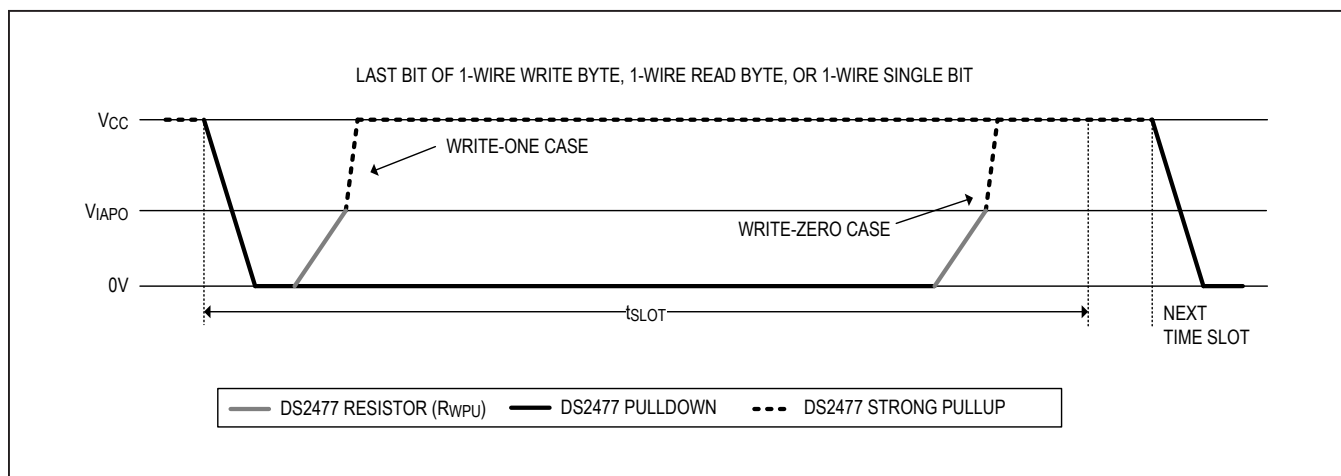 LAST BIT OF 1-WIRE WRITE BYTE, 1-WIRE READ BYTE, OR 1-WIRE SINGLE BIT
VCC
WRITE-ONE CASE
VIAPO
WRITE-ZERO CASE
0V
tSLOT
NEXT
TIME SLOT
DS2477 RESISTOR (RWPU) DS2477 PULLDOWN DS2477 STRONG PULLUP